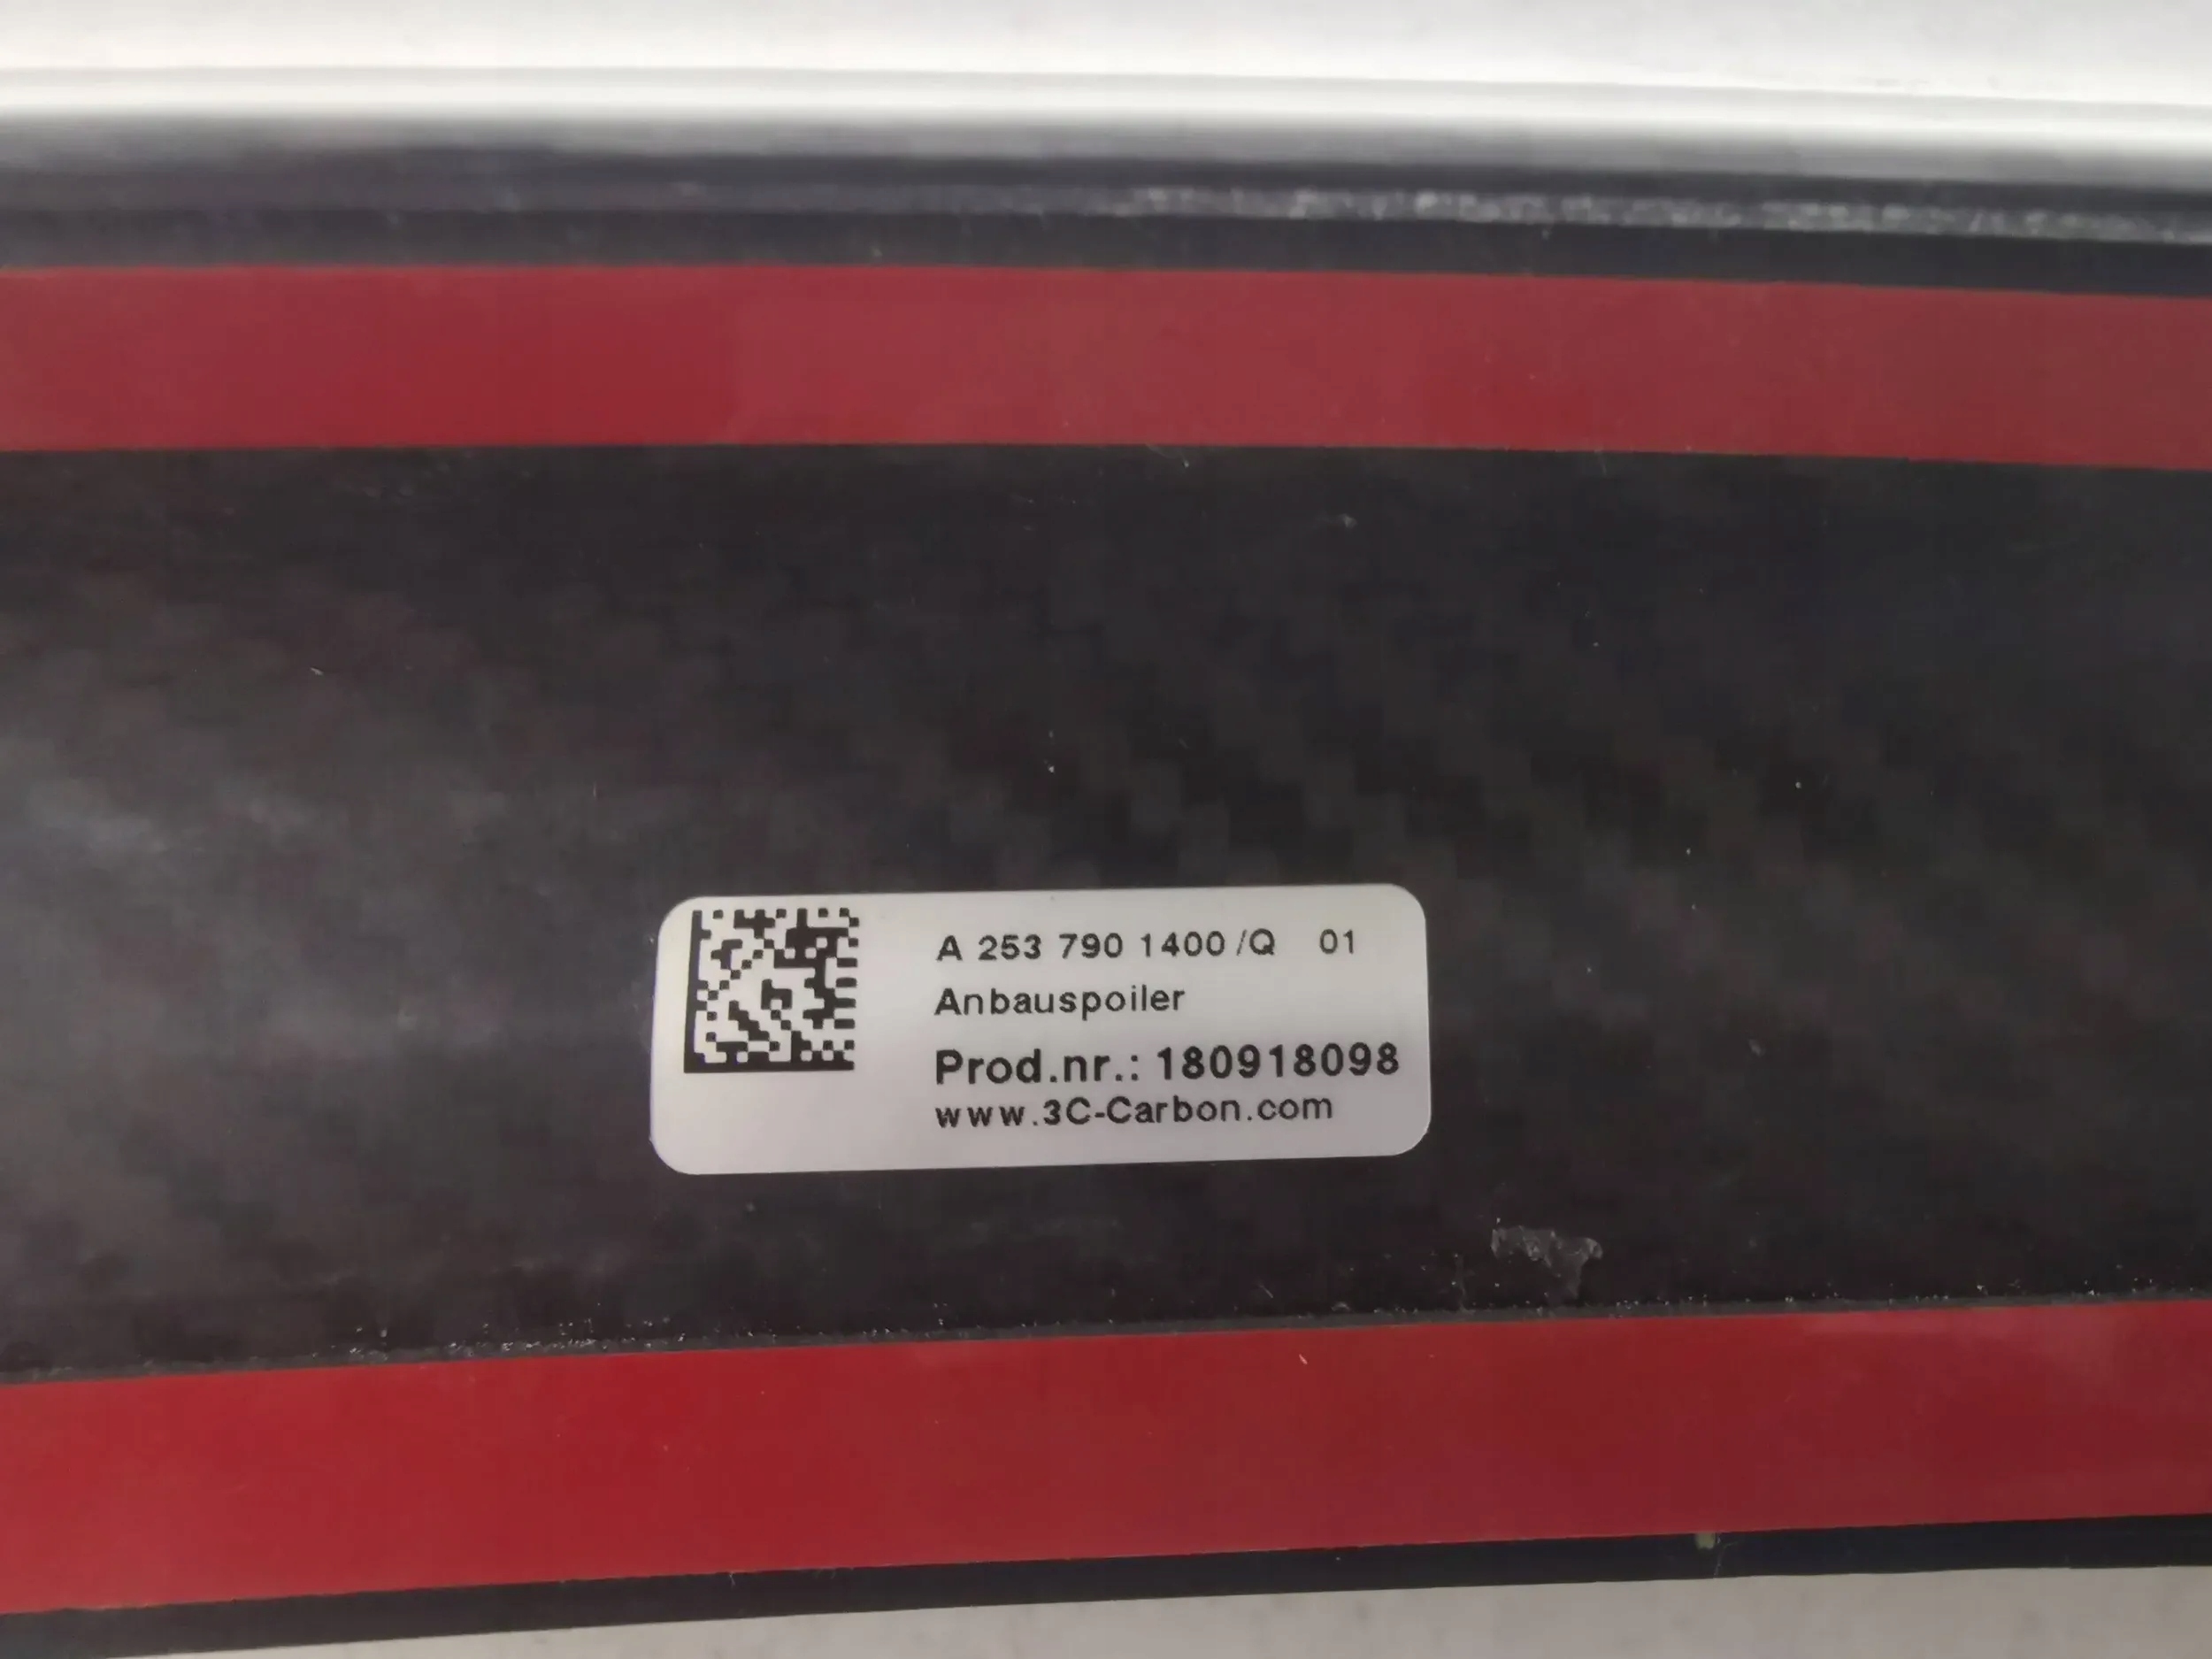 A 253 790 1400 /Q 01
Anbauspoiler
Prod.nr.: 180918098
www.3C-Carbon.com